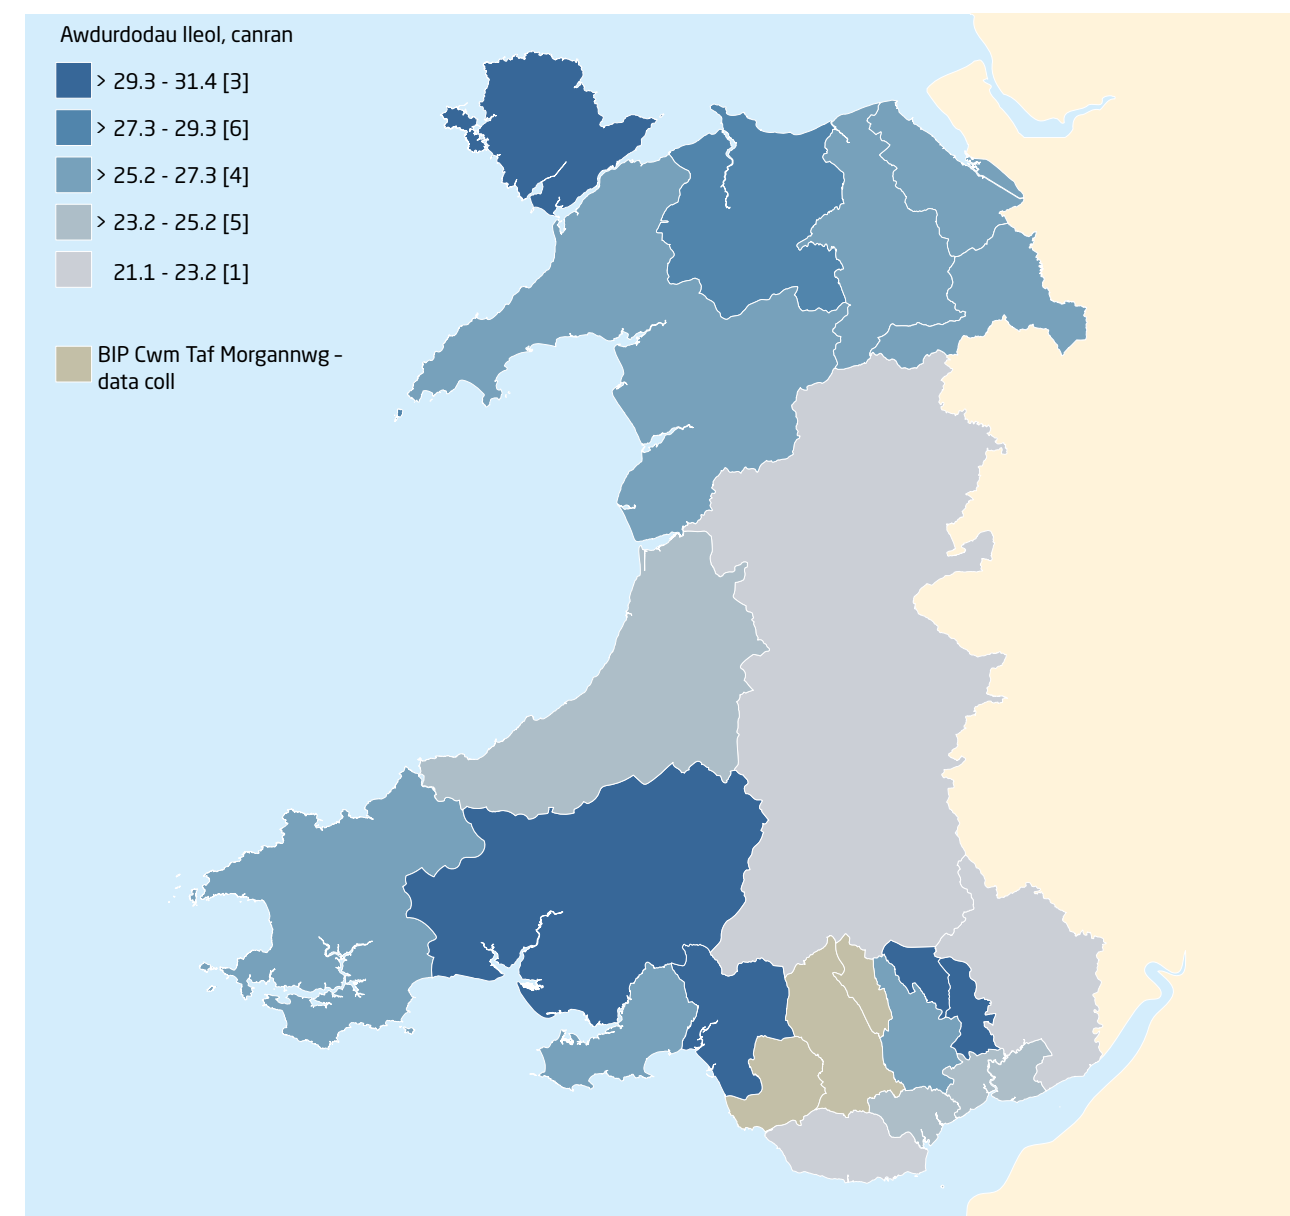 Awdurdodau lleol, canran
> 29.3 - 31.4 [3]
> 27.3 - 29.3 [6]
> 25.2 - 27.3 [4]
> 23.2 - 25.2 [5]
21.1 - 23.2 [1]
BIP Cwm Taf Morgannwg –
data coll